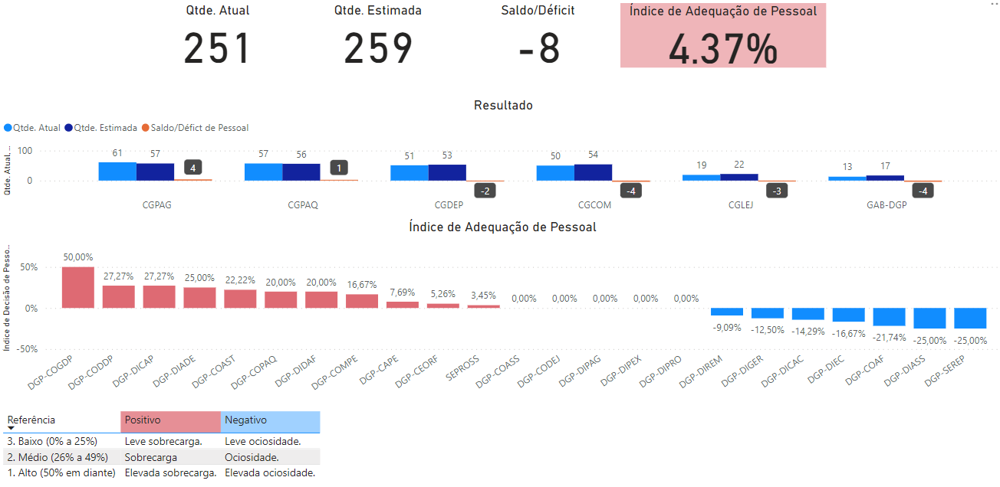 Qtde. Atual Qtde. Estimada Saldo/Déficit Índice de Adequação de Pessoal
251 259 -8 4.37%
Resultado
Qtde. Atual Qtde. Estimada Saldo/Défict de Pessoal
Qtde. Atual, ...
100
0
61 57 4 57 56 1 51 53 -2 50 54 -4 19 22 -3 13 17 -4
CGPAG CGPAQ CGDEP CGCOM CGLEJ GAB-DGP
Índice de Adequação de Pessoal
Índice de Decisão de Pesso...
50%
0%
-50%
50,00% 27,27% 27,27% 25,00% 22,22% 20,00% 20,00% 16,67% 7,69% 5,26% 3,45% 0,00% 0,00% 0,00% 0,00% 0,00% -9,09% -12,50% -14,29% -16,67% -21,74% -25,00% -25,00%
DGP-COGDP DGP-CODDP DGP-DICAP DGP-DIADE DGP-COAST DGP-COPAQ DGP-DIDAF DGP-COMPE DGP-CAPE DGP-CEORF SEPROSS DGP-COASS DGP-CODEJ DGP-DIPAG DGP-DIPEX DGP-DIPRO DGP-DIREM DGP-DIGER DGP-DICAC DGP-DIEC DGP-COAF DGP-DIASS DGP-SEREP
Referência Positivo Negativo
3. Baixo (0% a 25%) Leve sobrecarga. Leve ociosidade.
2. Médio (26% a 49%) Sobrecarga Ociosidade.
1. Alto (50% em diante) Elevada sobrecarga. Elevada ociosidade.